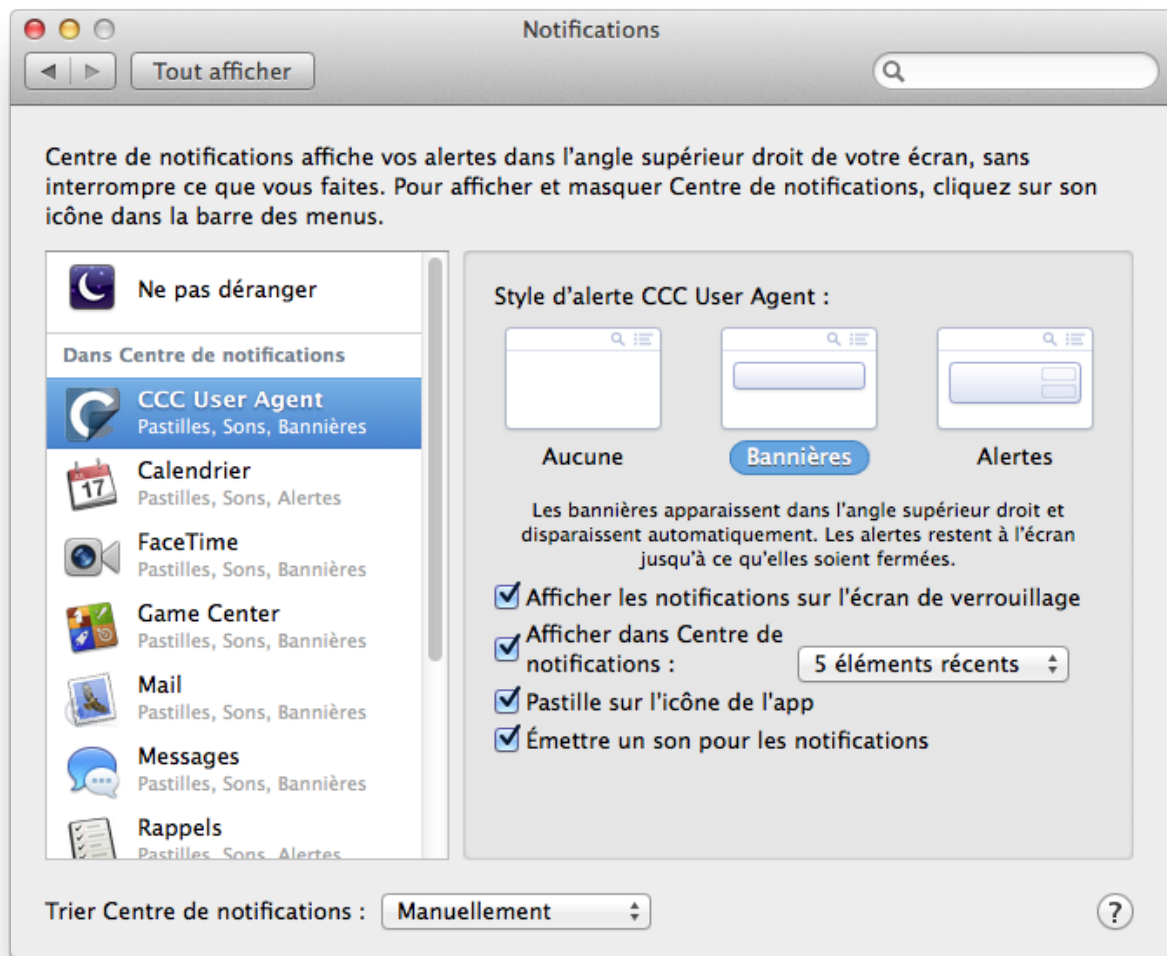 Notifications
Tout afficher
Centre de notifications affiche vos alertes dans l'angle supérieur droit de votre écran, sans
interrompre ce que vous faites. Pour afficher et masquer Centre de notifications, cliquez sur son
icône dans la barre des menus.
Ne pas déranger
Dans Centre de notifications
CCC User Agent
Pastilles, Sons, Bannières
Calendrier
Pastilles, Sons, Alertes
FaceTime
Pastilles, Sons, Bannières
Game Center
Pastilles, Sons, Bannières
Mail
Pastilles, Sons, Bannières
Messages
Pastilles, Sons, Bannières
Rappels
Pastilles, Sons, Alertes
Style d'alerte CCC User Agent :
Aucune
Bannières
Alertes
Les bannières apparaissent dans l'angle supérieur droit et
disparaissent automatiquement. Les alertes restent à l'écran
jusqu'à ce qu'elles soient fermées.
Afficher les notifications sur l'écran de verrouillage
Afficher dans Centre de
notifications :
5 éléments récents
Pastille sur l'icône de l'app
Émettre un son pour les notifications
Trier Centre de notifications :
Manuellement
?
17